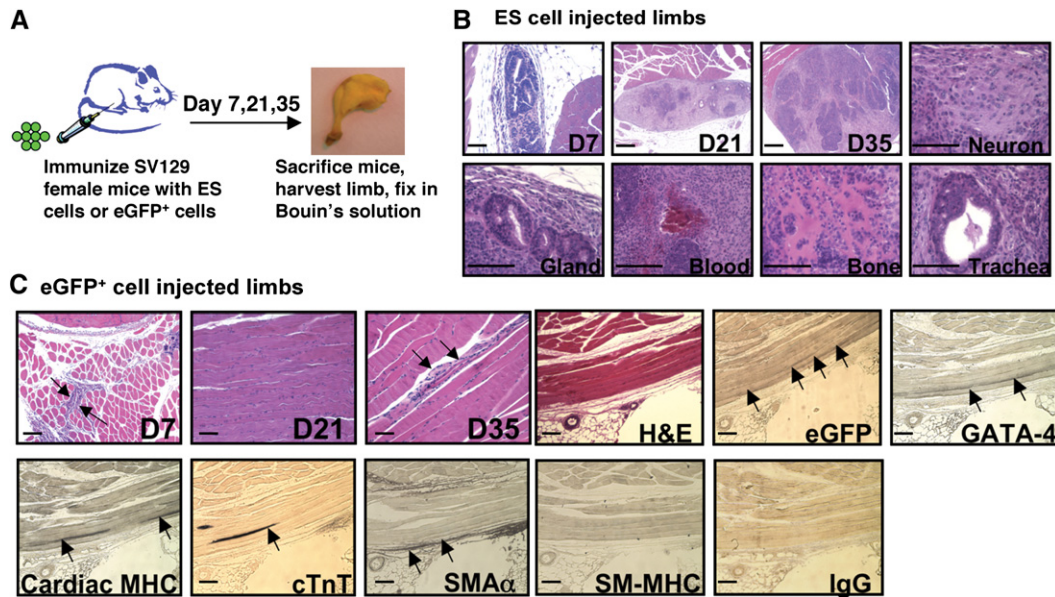 A
Day 7,21,35
Immunize SV129
female mice with ES
cells or eGFP⁺ cells
Sacrifice mice,
harvest limb, fix in
Bouin's solution
B ES cell injected limbs
D7 D21 D35 Neuron
Gland Blood Bone Trachea
C eGFP⁺ cell injected limbs
D7 D21 D35 H&E eGFP GATA-4
Cardiac MHC cTnT SMAα SM-MHC IgG